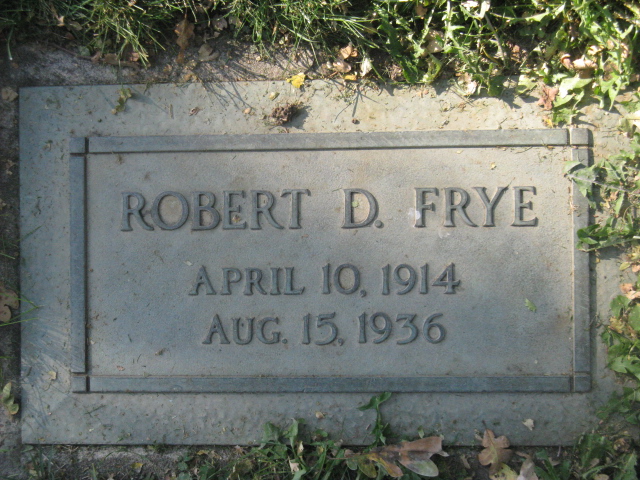 ROBERT D. FRYE
APRIL 10, 1914
AUG. 15, 1936